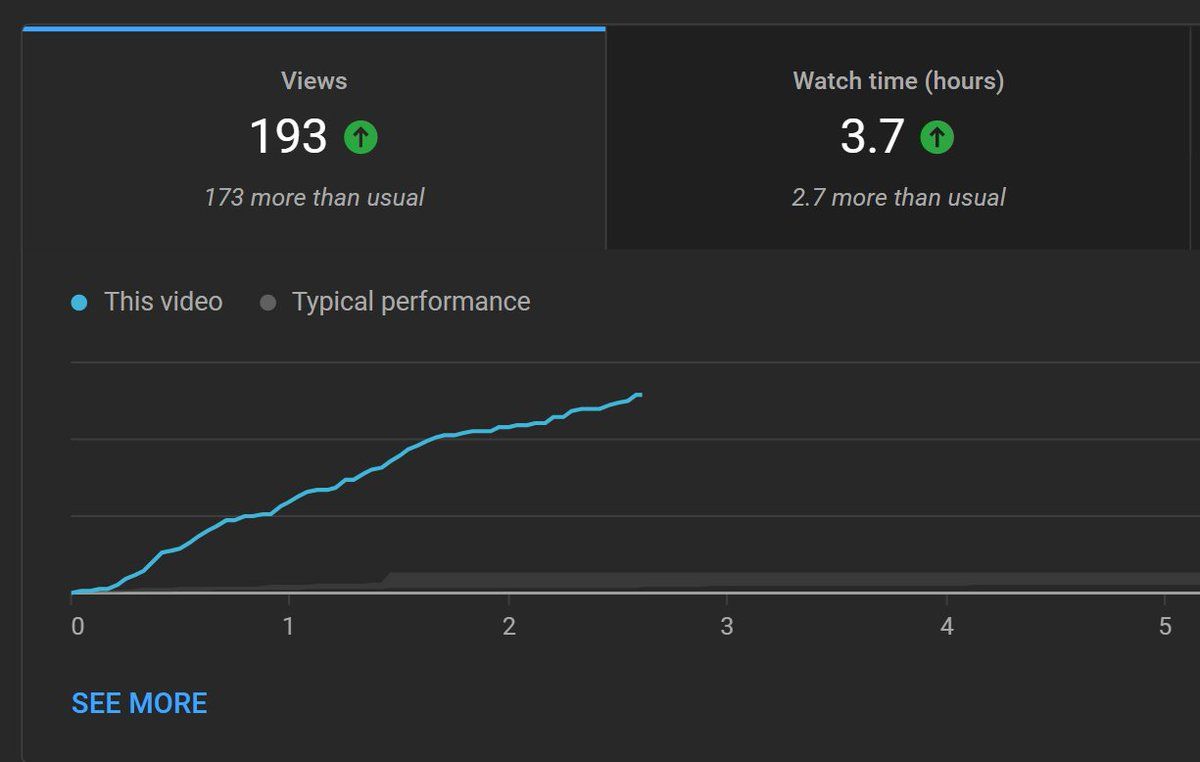 Views
193
173 more than usual
Watch time (hours)
3.7
2.7 more than usual
This video
Typical performance
0 1 2 3 4 5
SEE MORE